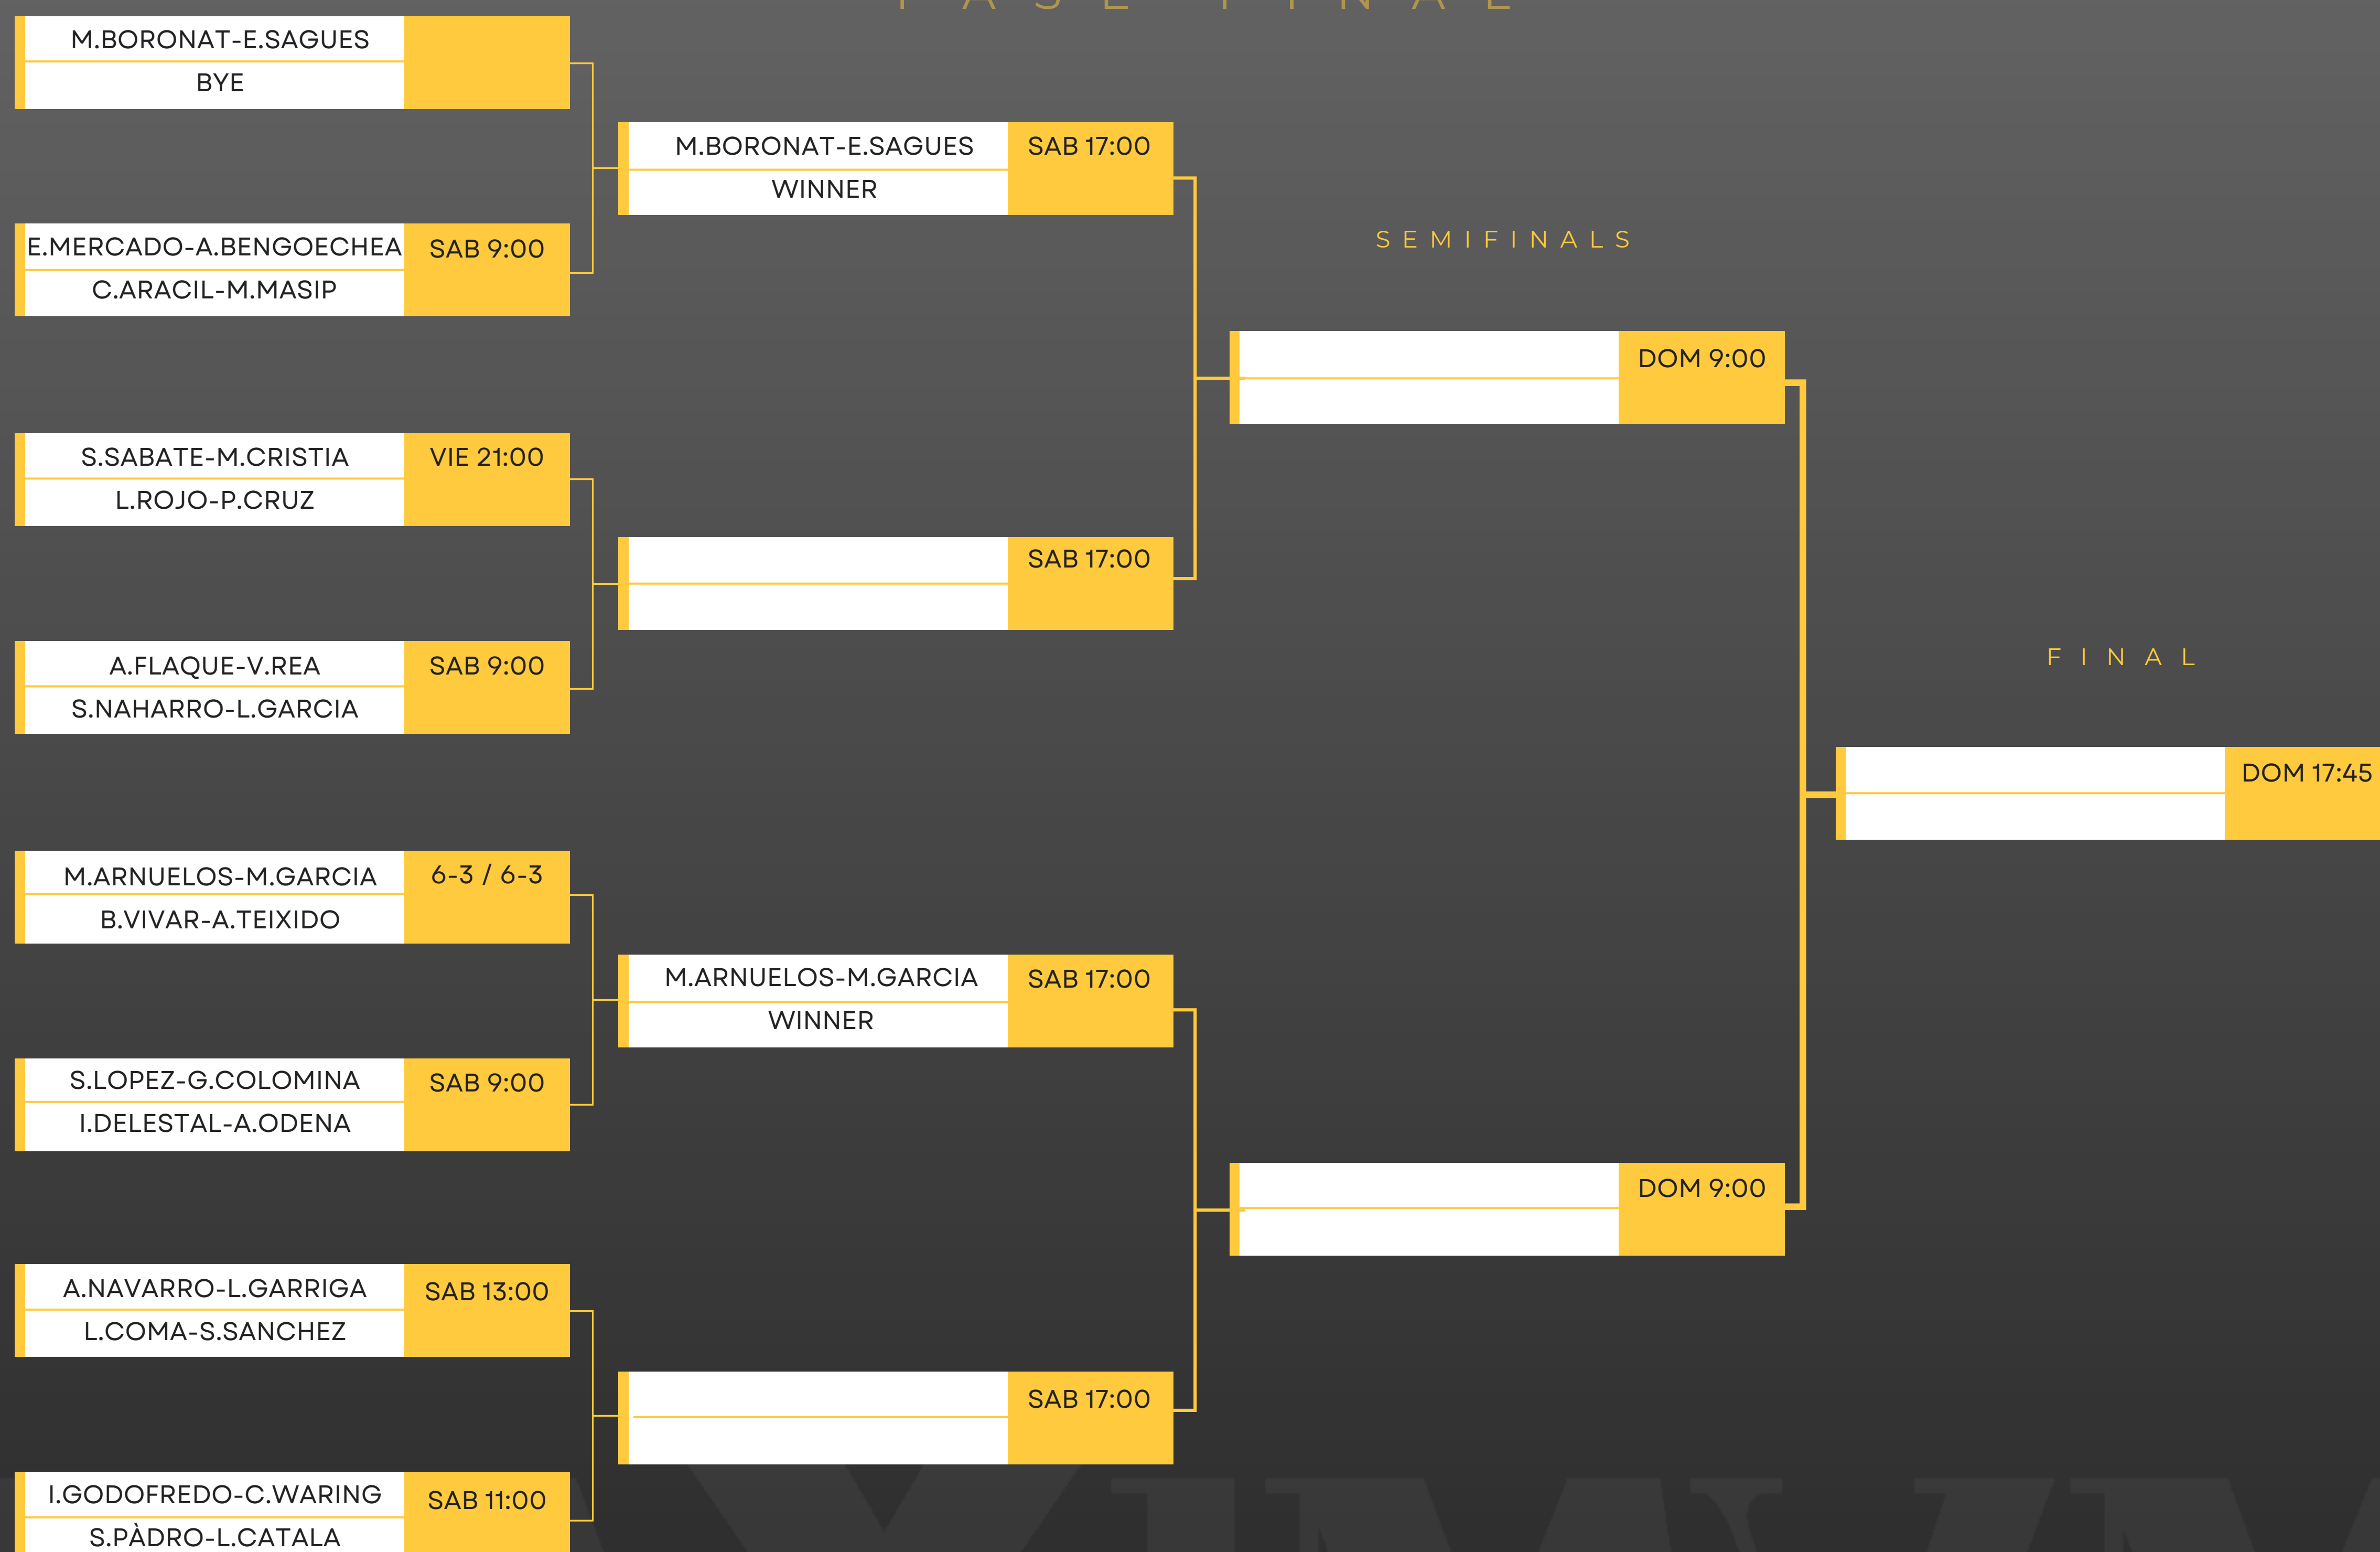 FASE FINAL
M.BORONAT-E.SAGUES
BYE
E.MERCADO-A.BENGOECHEA SAB 9:00
C.ARACIL-M.MASIP
S.SABATE-M.CRISTIA VIE 21:00
L.ROJO-P.CRUZ
A.FLAQUE-V.REA SAB 9:00
S.NAHARRO-L.GARCIA
M.ARNUELOS-M.GARCIA 6-3 / 6-3
B.VIVAR-A.TEIXIDO
S.LOPEZ-G.COLOMINA SAB 9:00
I.DELESTAL-A.ODENA
A.NAVARRO-L.GARRIGA SAB 13:00
L.COMA-S.SANCHEZ
I.GODOFREDO-C.WARING SAB 11:00
S.PÀDRO-L.CATALA
M.BORONAT-E.SAGUES SAB 17:00
WINNER
SAB 17:00
M.ARNUELOS-M.GARCIA SAB 17:00
WINNER
SAB 17:00
SEMIFINALS
DOM 9:00
DOM 9:00
FINAL
DOM 17:45